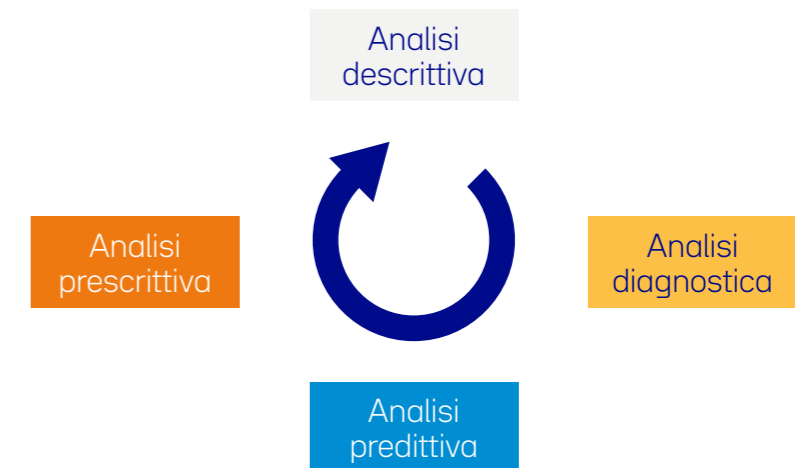 Analisi
descrittiva
Analisi
prescrittiva
Analisi
diagnostica
Analisi
predittiva